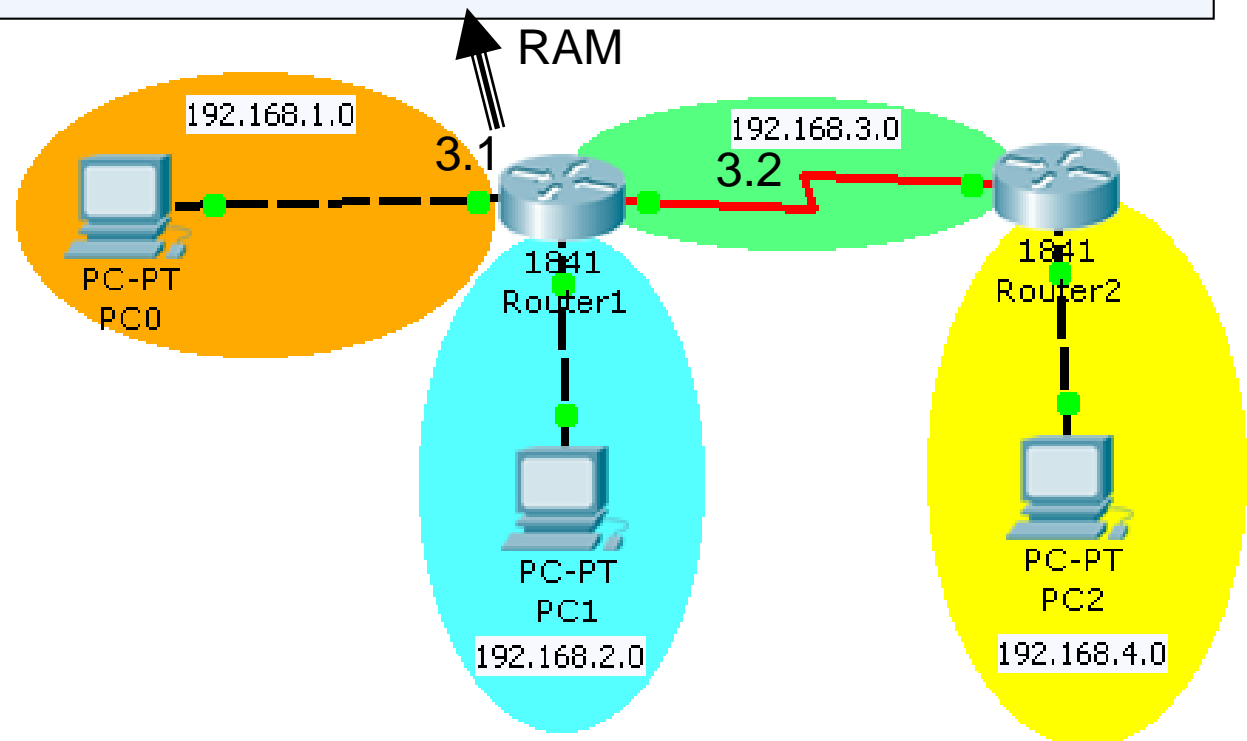 RAM
192.168.1.0
192.168.3.0
3.1
3.2
PC-PT
PC0
1841
Router1
1841
Router2
PC-PT
PC1
192.168.2.0
PC-PT
PC2
192.168.4.0